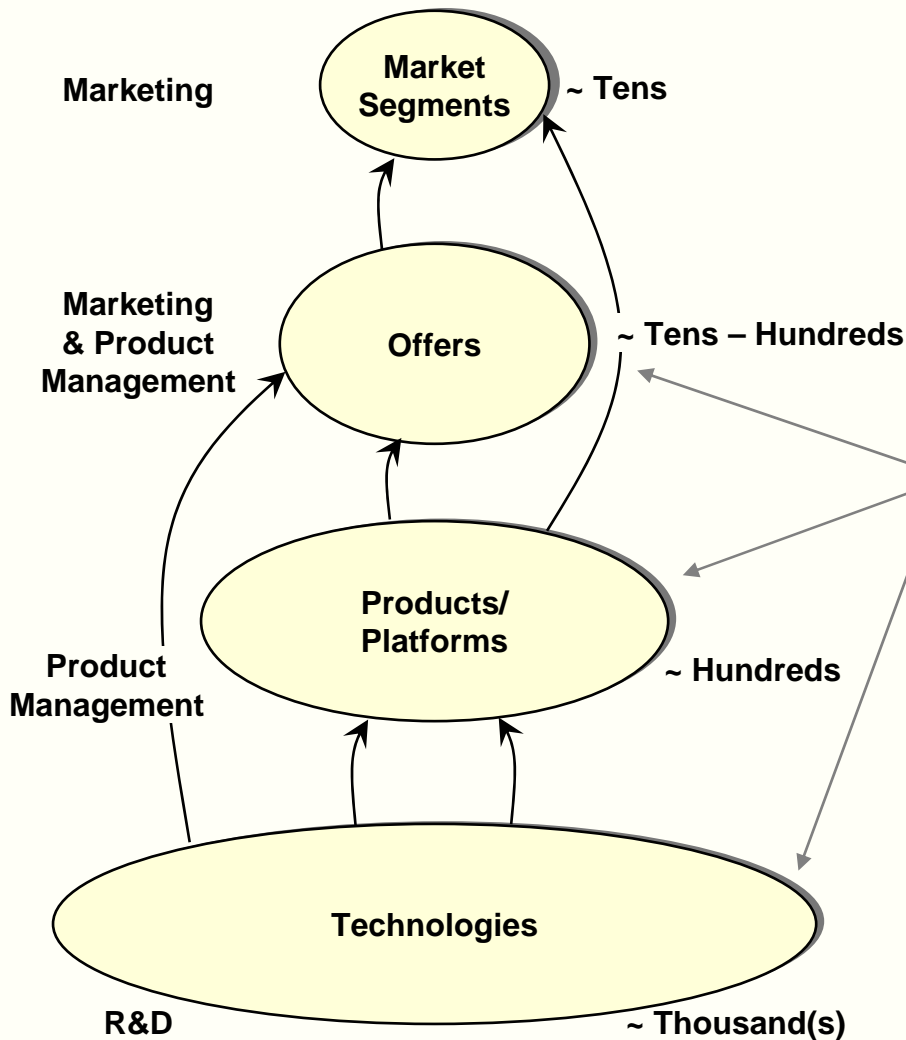 Marketing
Market
Segments
~ Tens
Marketing
& Product
Management
Offers
~ Tens – Hundreds
Products/
Platforms
Product
Management
~ Hundreds
Technologies
R&D
~ Thousand(s)